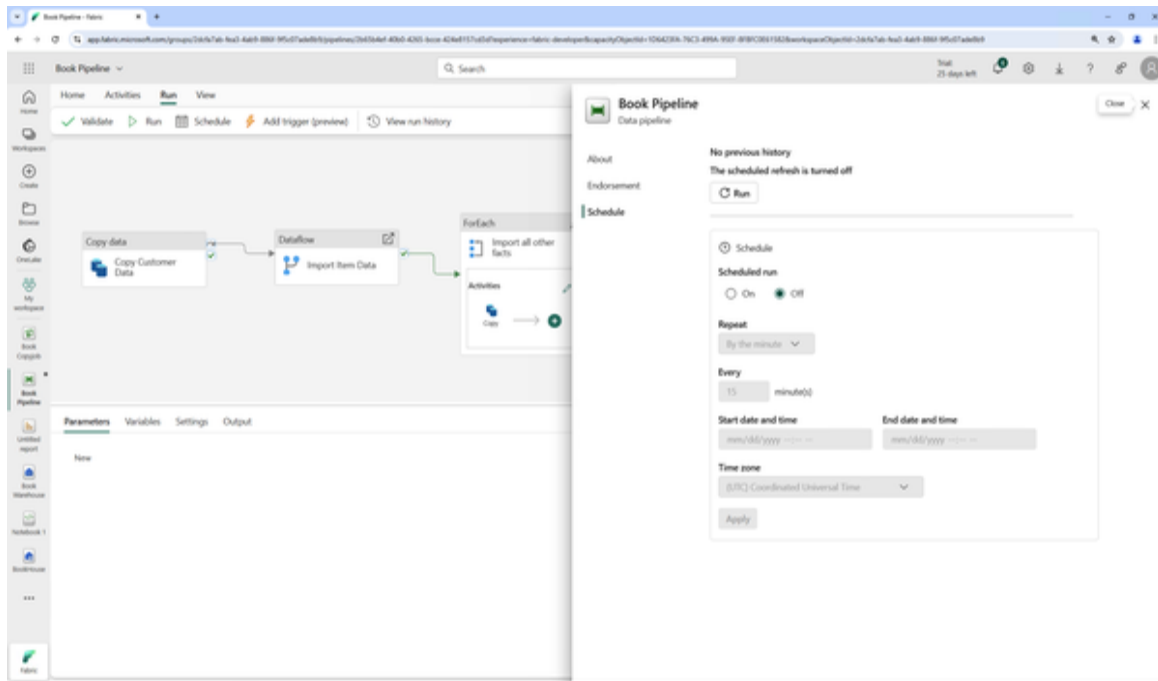 Book Pipeline - Fabric
Book Pipeline
Search
Trial:
25 days left
Home
Activities
Run
View
Validate
Run
Schedule
Add trigger (preview)
View run history
Home
Workspaces
Create
Browse
OneLake
My
workspace
Book
Copyjob
Book
Pipeline
Untitled
report
Book
Warehouse
Notebook 1
BookHouse
Fabric
Copy data
Copy Customer
Data
Dataflow
Import Item Data
ForEach
Import all other
facts
Activities
Copy
Parameters
Variables
Settings
Output
New
Book Pipeline
Data pipeline
Close
About
Endorsement
Schedule
No previous history
The scheduled refresh is turned off
Run
Schedule
Scheduled run
On
Off
Repeat
By the minute
Every
15
minute(s)
Start date and time
End date and time
mm/dd/yyyy --:-- --
mm/dd/yyyy --:-- --
Time zone
(UTC) Coordinated Universal Time
Apply